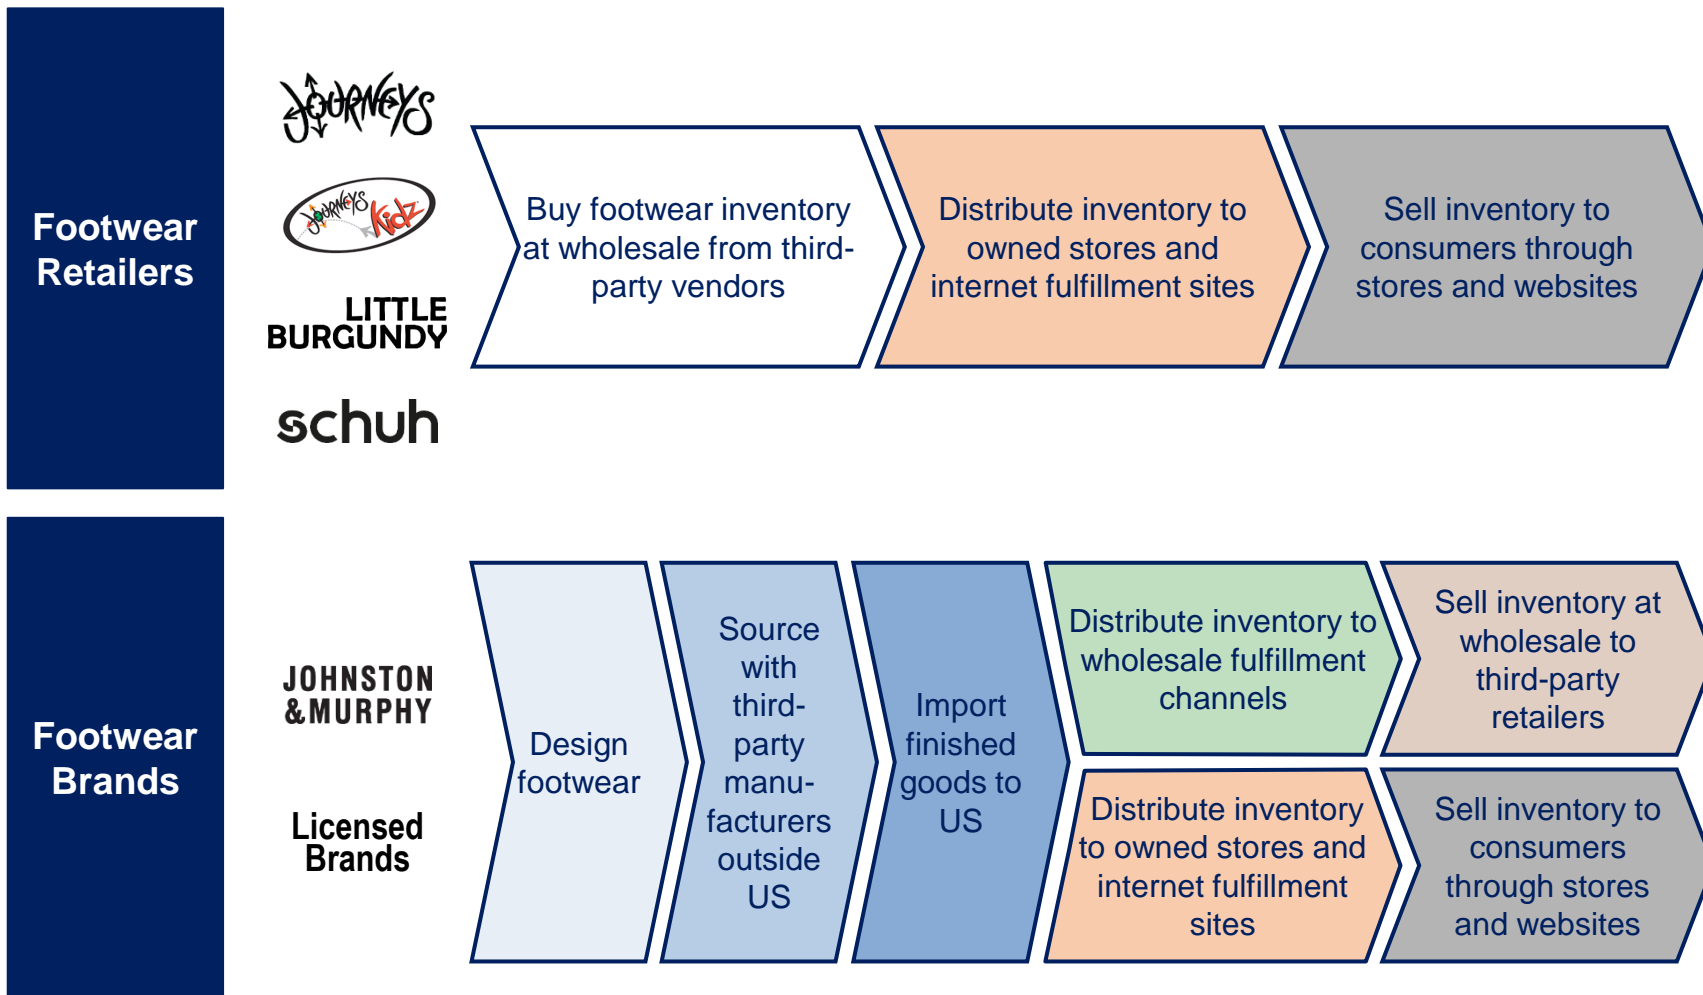 Footwear
Retailers
JOURNEYS
JOURNEYS
Kidz
LITTLE
BURGUNDY
schuh
Buy footwear inventory
at wholesale from third-
party vendors
Distribute inventory to
owned stores and
internet fulfillment sites
Sell inventory to
consumers through
stores and websites
Footwear
Brands
JOHNSTON
&MURPHY
Licensed
Brands
Design
footwear
Source
with
third-
party
manu-
facturers
outside
US
Import
finished
goods to
US
Distribute inventory to
wholesale fulfillment
channels
Sell inventory at
wholesale to
third-party
retailers
Distribute inventory
to owned stores and
internet fulfillment
sites
Sell inventory to
consumers
through stores
and websites